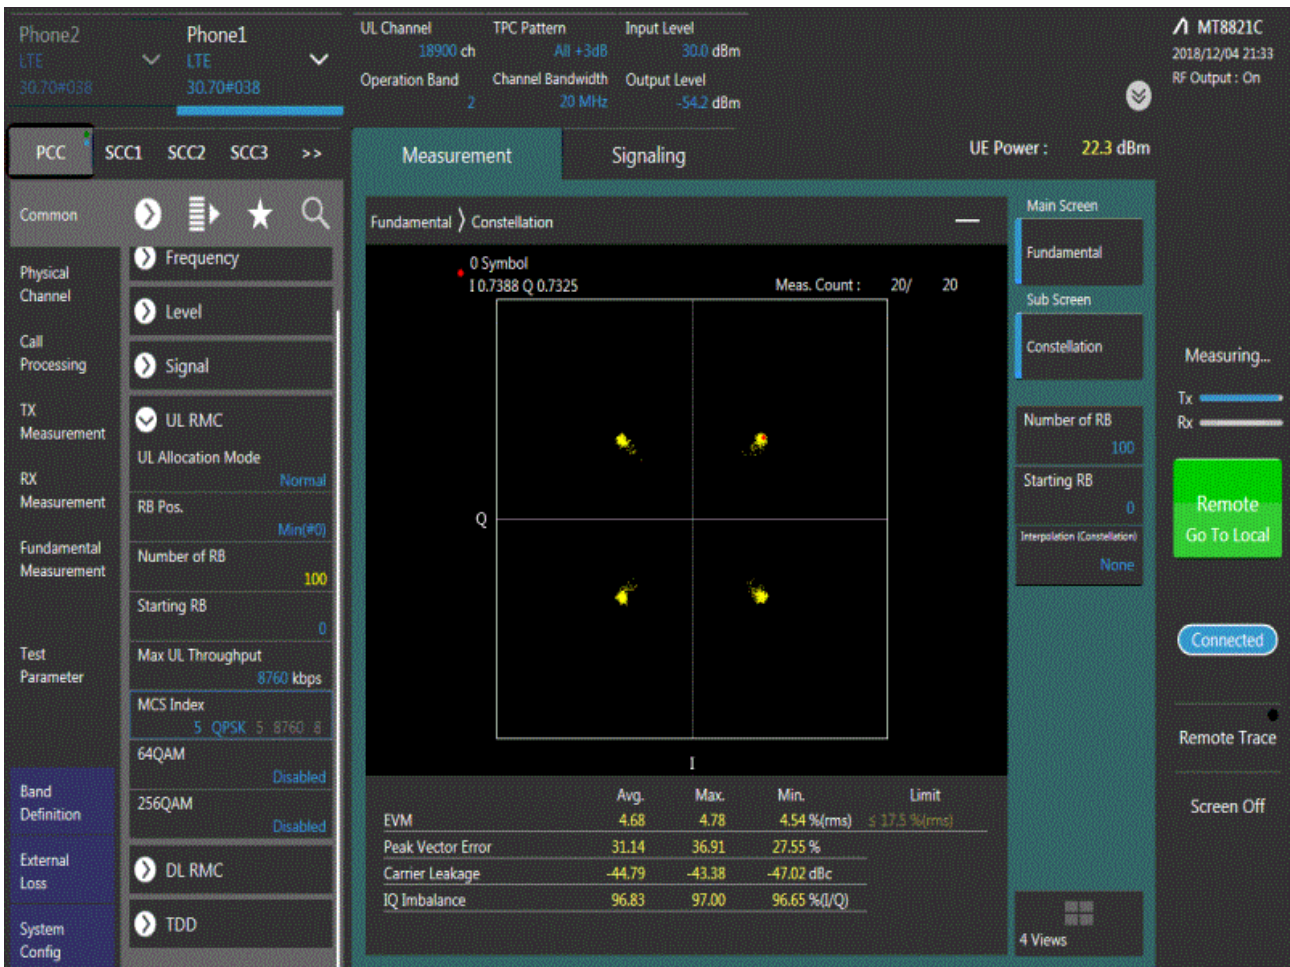 Phone2
LTE
30.70#038
Phone1
LTE
30.70#038
UL Channel
18900 ch
TPC Pattern
All +3dB
Input Level
30.0 dBm
Operation Band
2
Channel Bandwidth
20 MHz
Output Level
-54.2 dBm
MT8821C
2018/12/04 21:33
RF Output : On
PCC SCC1 SCC2 SCC3 >>
Measurement
Signaling
UE Power : 22.3 dBm
Common
Physical
Channel
Call
Processing
TX
Measurement
RX
Measurement
Fundamental
Measurement
Test
Parameter
Band
Definition
External
Loss
System
Config
Frequency
Level
Signal
UL RMC
UL Allocation Mode
Normal
RB Pos.
Min(#0)
Number of RB
100
Starting RB
0
Max UL Throughput
8760 kbps
MCS Index
5 QPSK 5 8760 8
64QAM
Disabled
256QAM
Disabled
DL RMC
TDD
Fundamental 〉 Constellation
0 Symbol
I 0.7388 Q 0.7325
Meas. Count : 20/ 20
Q
I
Avg. Max. Min. Limit
EVM 4.68 4.78 4.54 %(rms) ≤ 17.5 %(rms)
Peak Vector Error 31.14 36.91 27.55 %
Carrier Leakage -44.79 -43.38 -47.02 dBc
IQ Imbalance 96.83 97.00 96.65 %(I/Q)
Main Screen
Fundamental
Sub Screen
Constellation
Number of RB
100
Starting RB
0
Interpolation (Constellation)
None
4 Views
Measuring...
Tx
Rx
Remote
Go To Local
Connected
Remote Trace
Screen Off